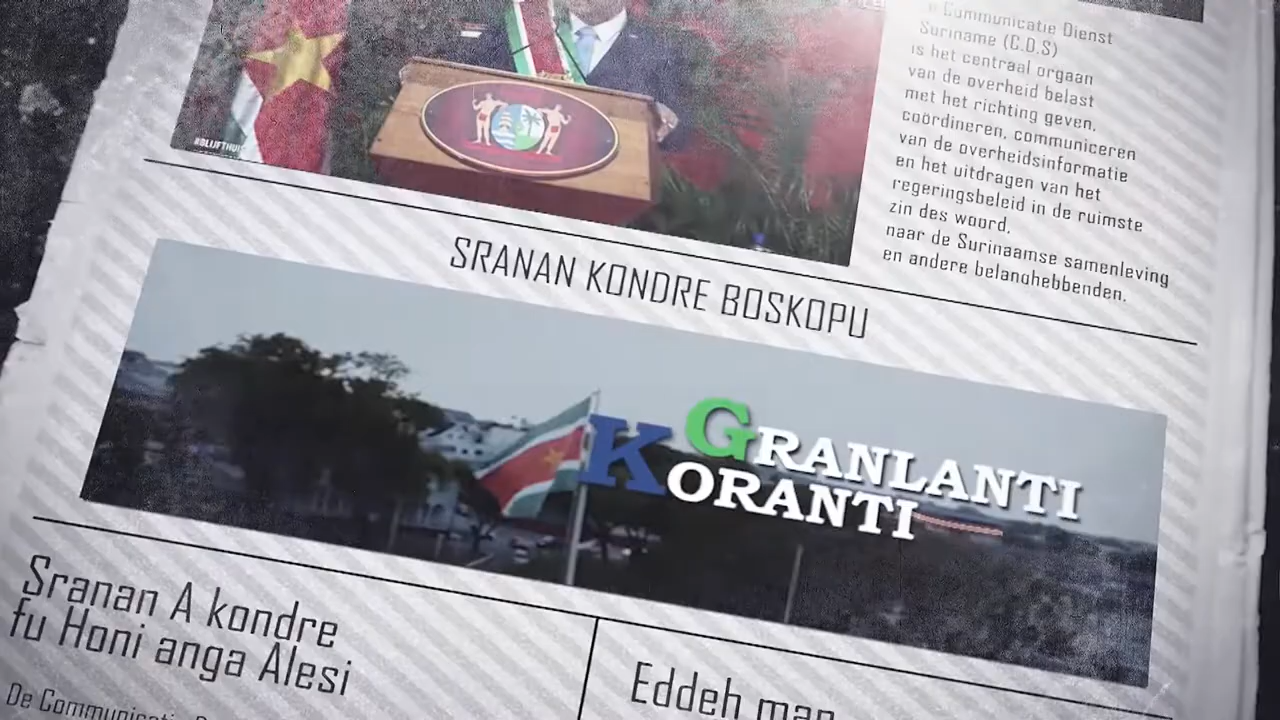 Communicatie Dienst
Suriname (C.D.S)
is het centraal orgaan
van de overheid belast
met het richting geven,
coördineren, communiceren
van de overheidsinformatie
en het uitdragen van het
regeringsbeleid in de ruimste
zin des woord,
naar de Surinaamse samenleving
en andere belanghebbenden.
SRANAN KONDRE BOSKOPU
GRANLANTI
KORANTI
Sranan A kondre
fu Honi anga Alesi
De
Eddeh man